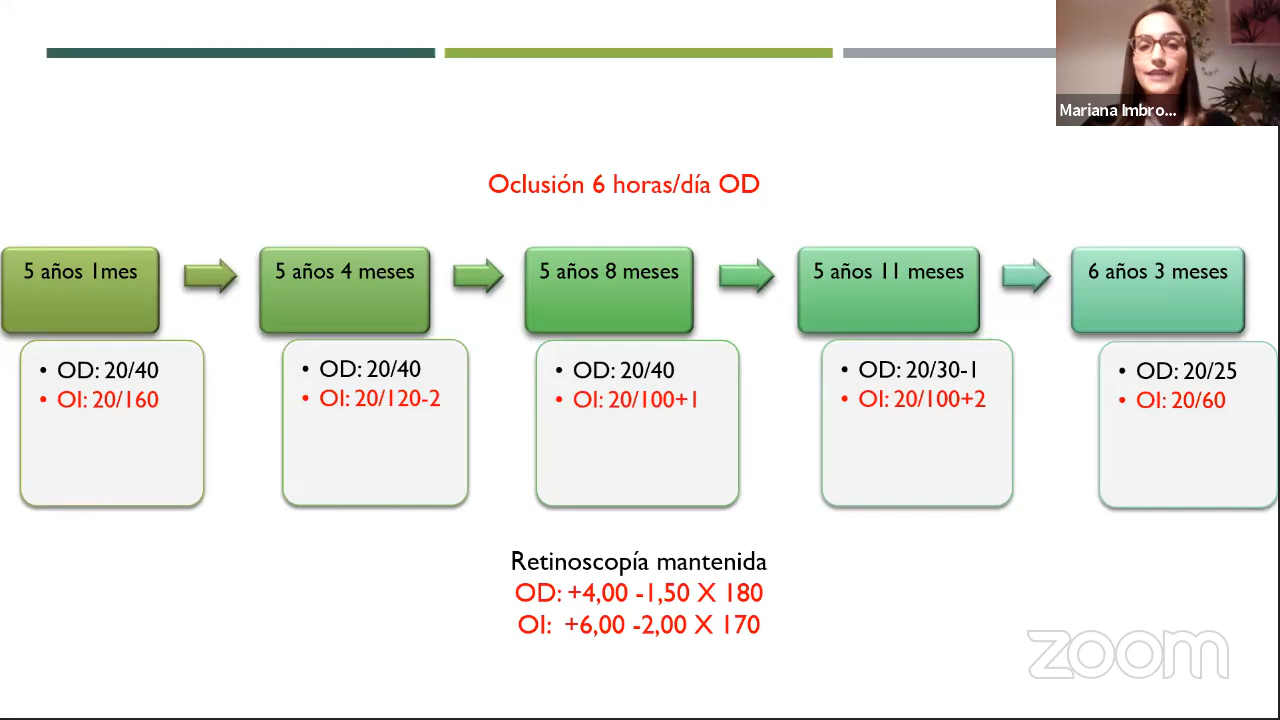 Mariana Imbro...
Oclusión 6 horas/día OD
5 años 1mes
5 años 4 meses
5 años 8 meses
5 años 11 meses
6 años 3 meses
• OD: 20/40
• OI: 20/160
• OD: 20/40
• OI: 20/120-2
• OD: 20/40
• OI: 20/100+1
• OD: 20/30-1
• OI: 20/100+2
• OD: 20/25
• OI: 20/60
Retinoscopía mantenida
OD: +4,00 -1,50 X 180
OI: +6,00 -2,00 X 170
zoom